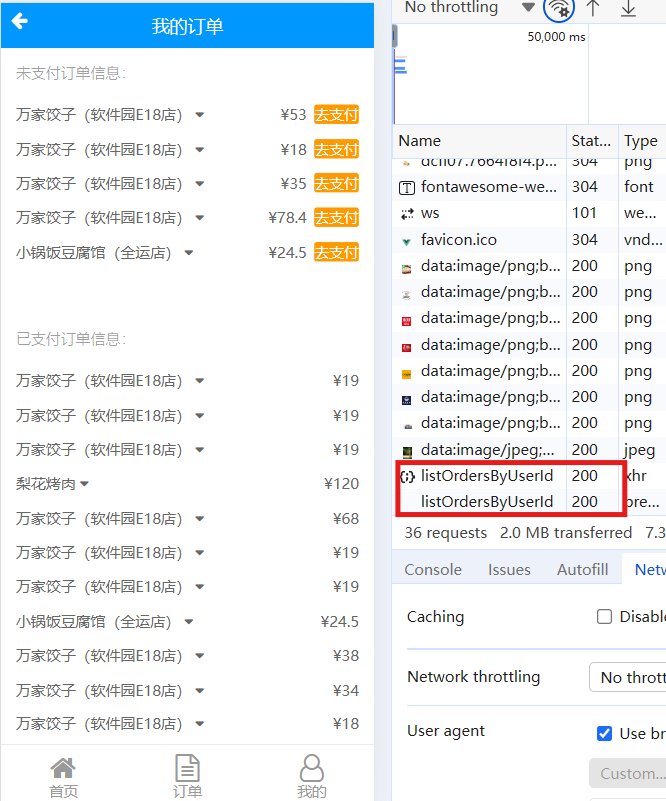 我的订单
未支付订单信息:
万家饺子（软件园E18店） ¥53 去支付
万家饺子（软件园E18店） ¥18 去支付
万家饺子（软件园E18店） ¥35 去支付
万家饺子（软件园E18店） ¥78.4 去支付
小锅饭豆腐馆（全运店） ¥24.5 去支付
已支付订单信息:
万家饺子（软件园E18店） ¥19
万家饺子（软件园E18店） ¥19
万家饺子（软件园E18店） ¥19
梨花烤肉 ¥120
万家饺子（软件园E18店） ¥68
万家饺子（软件园E18店） ¥19
万家饺子（软件园E18店） ¥19
小锅饭豆腐馆（全运店） ¥24.5
万家饺子（软件园E18店） ¥38
万家饺子（软件园E18店） ¥34
万家饺子（软件园E18店） ¥18
首页 订单 我的
No throttling
50,000 ms
Name Stat... Type
304 png
fontawesome-we... 304 font
ws 101 we...
favicon.ico 304 vnd...
data:image/png;b... 200 png
data:image/png;b... 200 png
data:image/png;b... 200 png
data:image/png;b... 200 png
data:image/png;b... 200 png
data:image/png;b... 200 png
data:image/png;b... 200 png
data:image/jpeg;... 200 jpeg
listOrdersByUserId 200 xhr
listOrdersByUserId 200 pre...
36 requests 2.0 MB transferred 7.3
Console Issues Autofill Netw
Caching Disable
Network throttling No thrott
User agent Use br
Custom...